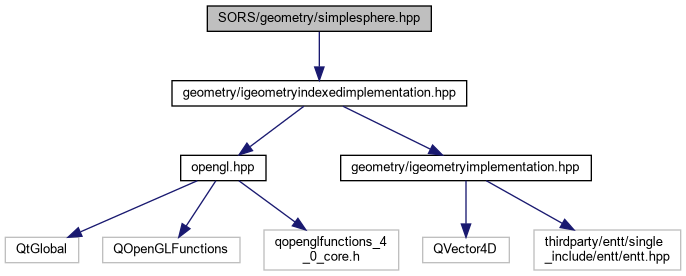 SORS/geometry/simplesphere.hpp
geometry/igeometryindexedimplementation.hpp
opengl.hpp
geometry/igeometryimplementation.hpp
QtGlobal
QOpenGLFunctions
qopenglfunctions_4
_0_core.h
QVector4D
thirdparty/entt/single
_include/entt/entt.hpp